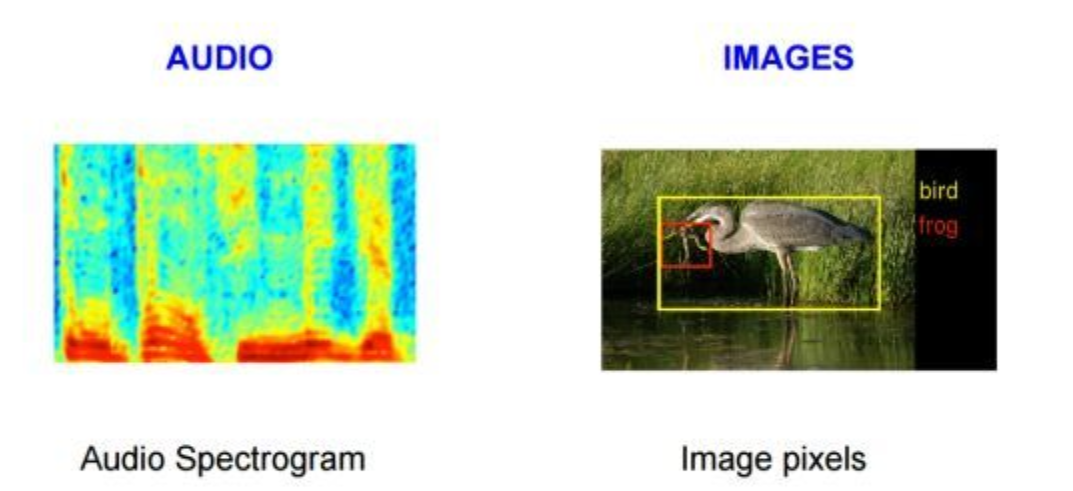 AUDIO
IMAGES
bird
frog
Audio Spectrogram
Image pixels